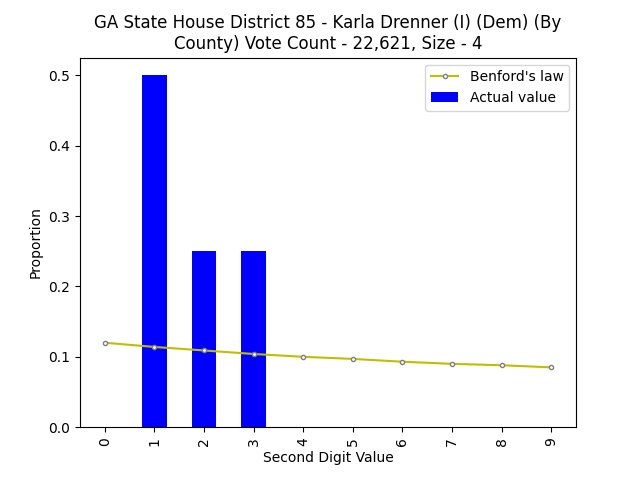 GA State House District 85 - Karla Drenner (I) (Dem) (By
County) Vote Count - 22,621, Size - 4
Benford's law
Actual value
0.5
0.4
0.3
0.2
0.1
0.0
Proportion
0 1 2 3 4 5 6 7 8 9
Second Digit Value